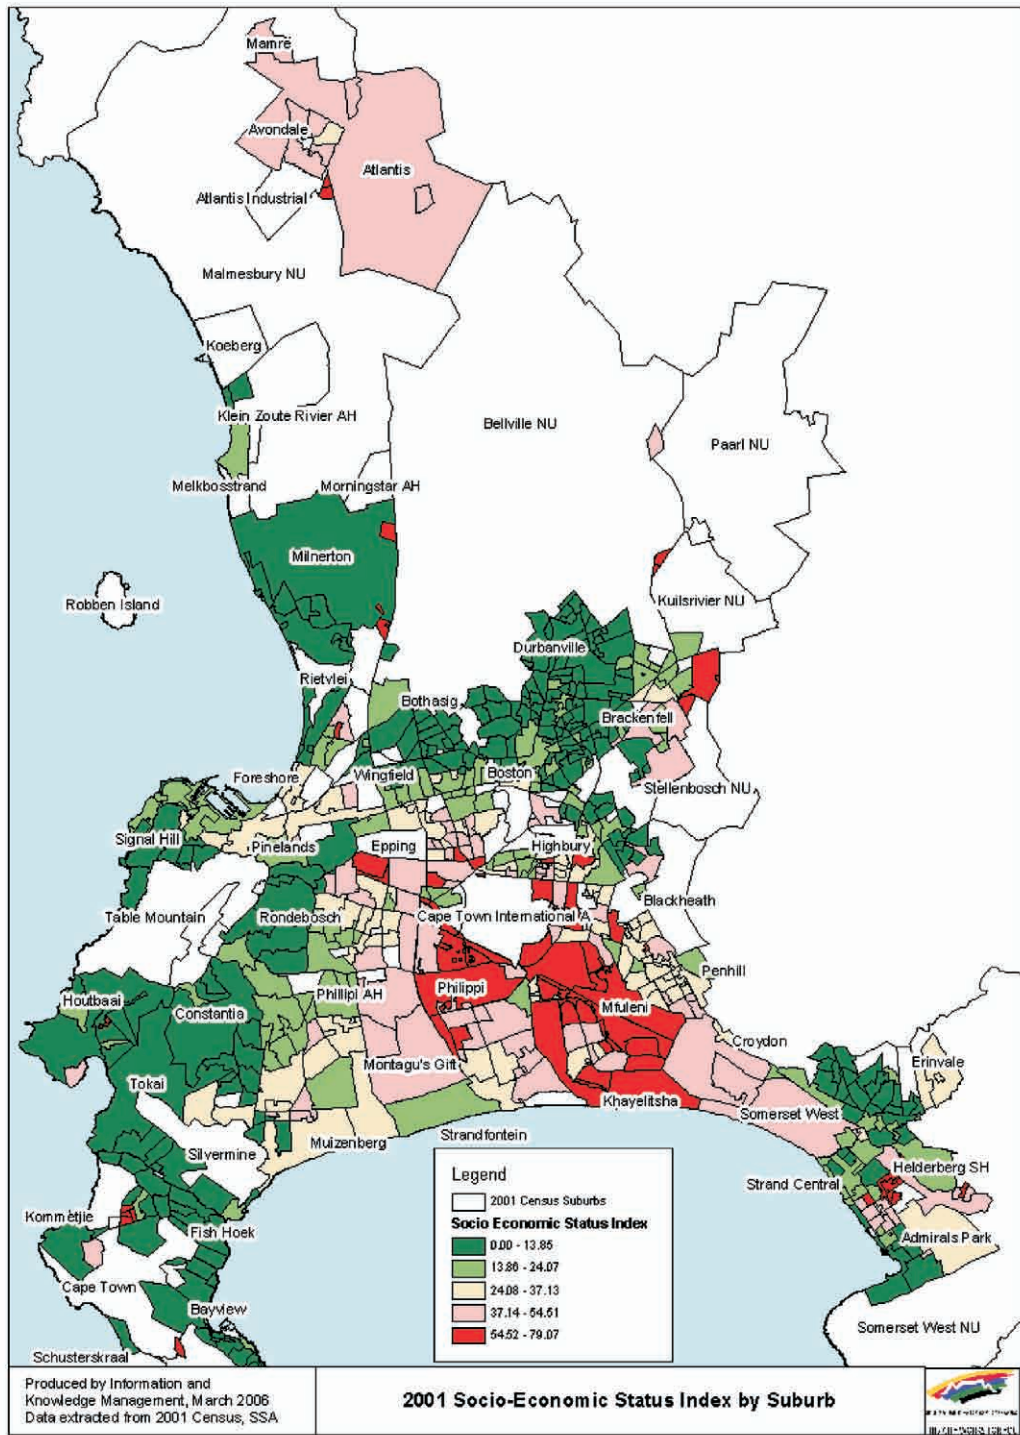 Mamre
Avondale
Atlantis
Atlantis Industrial
Malmesbury NU
Koeberg
Klein Zoute Rivier AH
Bellville NU
Paarl NU
Melkbosstrand
Morningstar AH
Milnerton
Robben Island
Kuilsrivier NU
Durbanville
Rietvlei
Bothasig
Brackenfell
Foreshore
Wingfield
Boston
Stellenbosch NU
Signal Hill
Pinelands
Epping
Highbury
Table Mountain
Rondebosch
Cape Town International A
Blackheath
Penhill
Houtbaai
Constantia
Phillipi AH
Philippi
Mfuleni
Croydon
Erinvale
Tokai
Montagu's Gift
Khayelitsha
Somerset West
Silvermine
Muizenberg
Strandfontein
Strand Central
Helderberg SH
Kommetjie
Fish Hoek
Admirals Park
Cape Town
Bayview
Somerset West NU
Schusterskraal
Legend
2001 Census Suburbs
Socio Economic Status Index
0.00 - 13.85
13.86 - 24.07
24.08 - 37.13
37.14 - 54.51
54.52 - 79.07
Produced by Information and
Knowledge Management, March 2006
Data extracted from 2001 Census, SSA
2001 Socio-Economic Status Index by Suburb